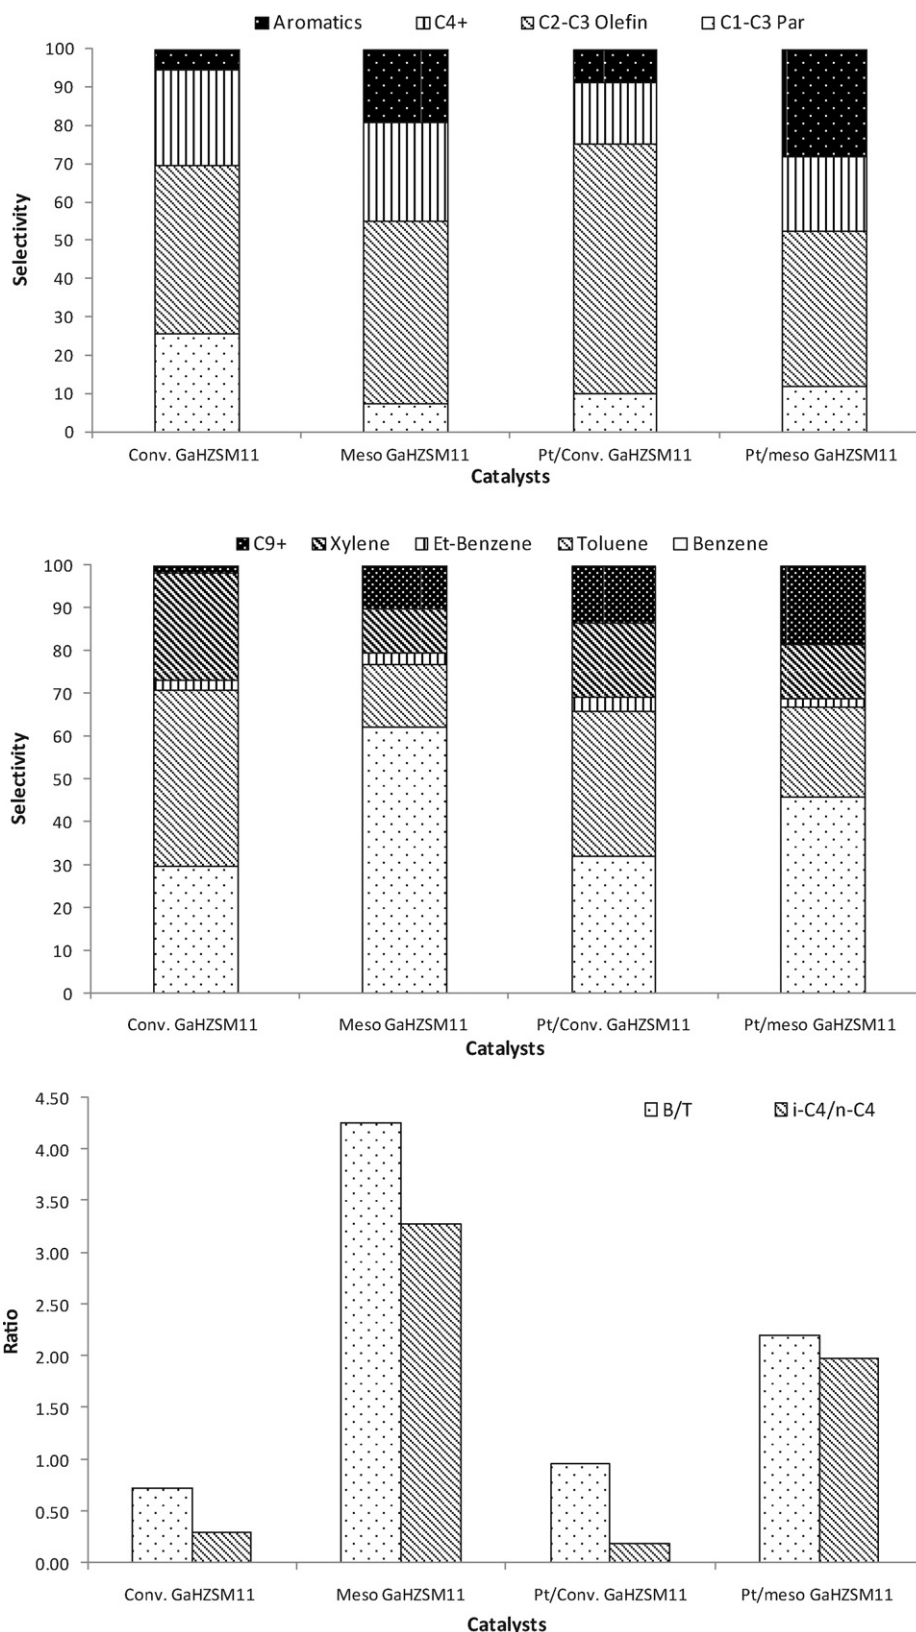 Aromatics C4+ C2-C3 Olefin C1-C3 Par
100
90
80
70
60
50
40
30
20
10
0
Selectivity
Conv. GaHZSM11 Meso GaHZSM11 Pt/Conv. GaHZSM11 Pt/meso GaHZSM11
Catalysts
C9+ Xylene Et-Benzene Toluene Benzene
100
90
80
70
60
50
40
30
20
10
0
Selectivity
Conv. GaHZSM11 Meso GaHZSM11 Pt/Conv. GaHZSM11 Pt/meso GaHZSM11
Catalysts
B/T i-C4/n-C4
4.50
4.00
3.50
3.00
2.50
2.00
1.50
1.00
0.50
0.00
Ratio
Conv. GaHZSM11 Meso GaHZSM11 Pt/Conv. GaHZSM11 Pt/meso GaHZSM11
Catalysts